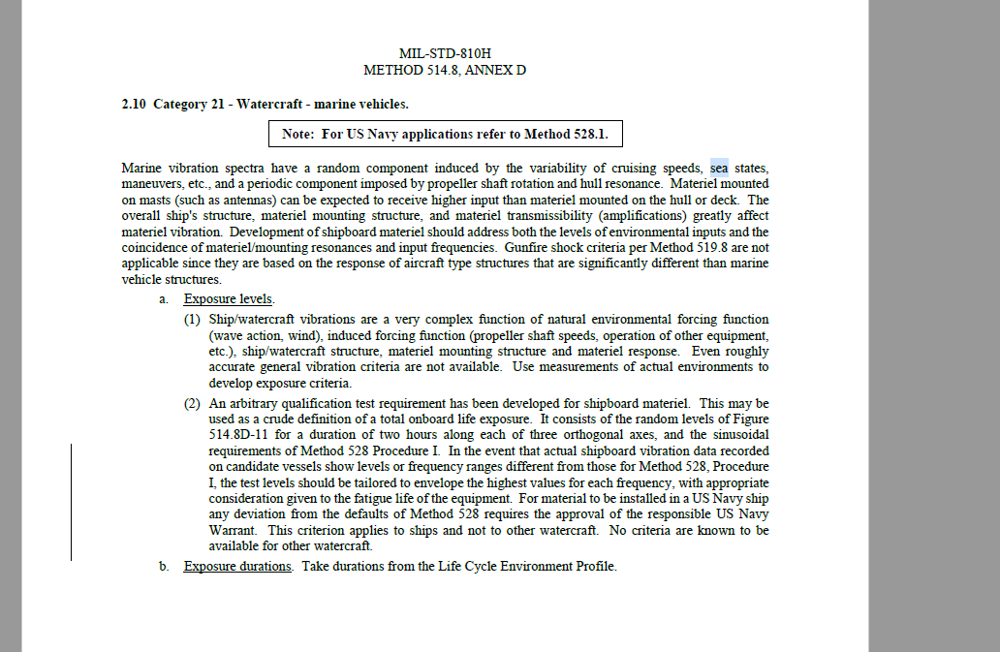 MIL-STD-810H
METHOD 514.8, ANNEX D
2.10 Category 21 - Watercraft - marine vehicles.
Note: For US Navy applications refer to Method 528.1.
Marine vibration spectra have a random component induced by the variability of cruising speeds, sea states,
maneuvers, etc., and a periodic component imposed by propeller shaft rotation and hull resonance. Materiel mounted
on masts (such as antennas) can be expected to receive higher input than materiel mounted on the hull or deck. The
overall ship's structure, materiel mounting structure, and materiel transmissibility (amplifications) greatly affect
materiel vibration. Development of shipboard materiel should address both the levels of environmental inputs and the
coincidence of materiel/mounting resonances and input frequencies. Gunfire shock criteria per Method 519.8 are not
applicable since they are based on the response of aircraft type structures that are significantly different than marine
vehicle structures.
a. Exposure levels.
(1) Ship/watercraft vibrations are a very complex function of natural environmental forcing function
(wave action, wind), induced forcing function (propeller shaft speeds, operation of other equipment,
etc.), ship/watercraft structure, materiel mounting structure and materiel response. Even roughly
accurate general vibration criteria are not available. Use measurements of actual environments to
develop exposure criteria.
(2) An arbitrary qualification test requirement has been developed for shipboard materiel. This may be
used as a crude definition of a total onboard life exposure. It consists of the random levels of Figure
514.8D-11 for a duration of two hours along each of three orthogonal axes, and the sinusoidal
requirements of Method 528 Procedure I. In the event that actual shipboard vibration data recorded
on candidate vessels show levels or frequency ranges different from those for Method 528, Procedure
I, the test levels should be tailored to envelope the highest values for each frequency, with appropriate
consideration given to the fatigue life of the equipment. For material to be installed in a US Navy ship
any deviation from the defaults of Method 528 requires the approval of the responsible US Navy
Warrant. This criterion applies to ships and not to other watercraft. No criteria are known to be
available for other watercraft.
b. Exposure durations. Take durations from the Life Cycle Environment Profile.